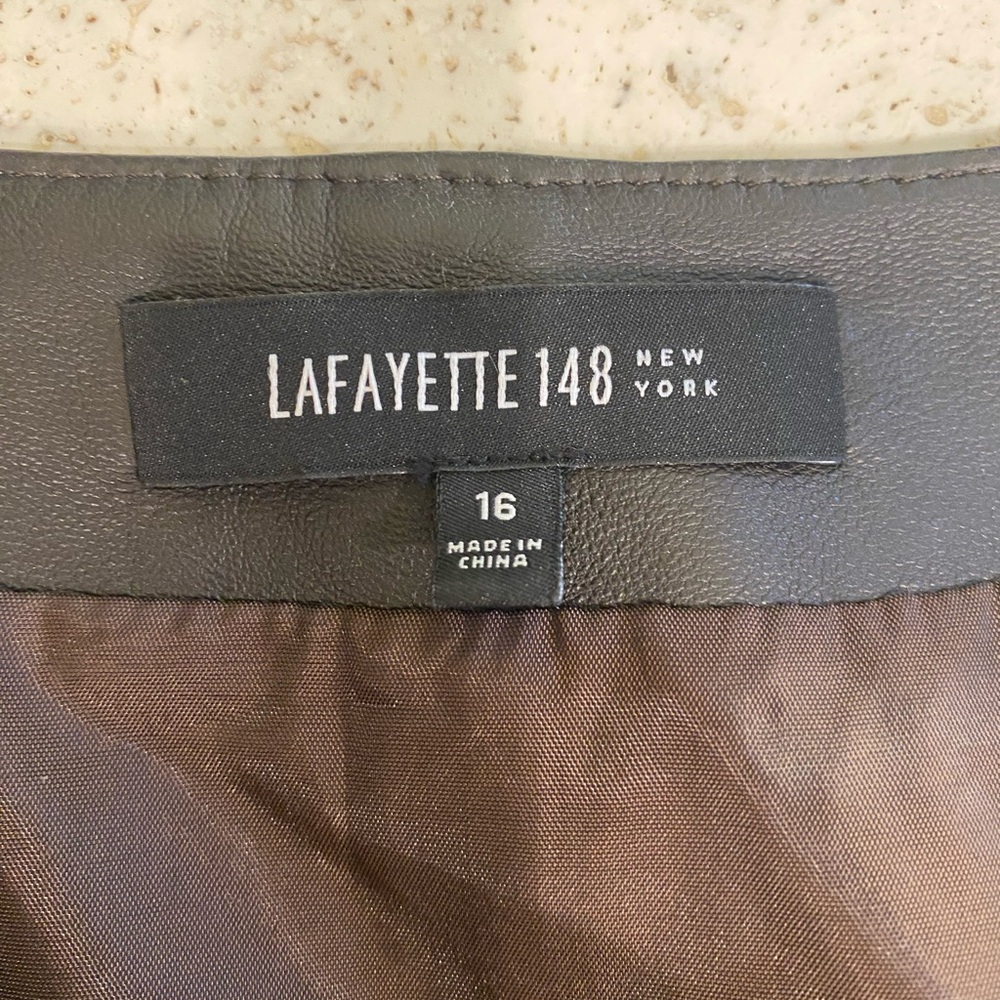 LAFAYETTE 148 NEW YORK
16
MADE IN
CHINA